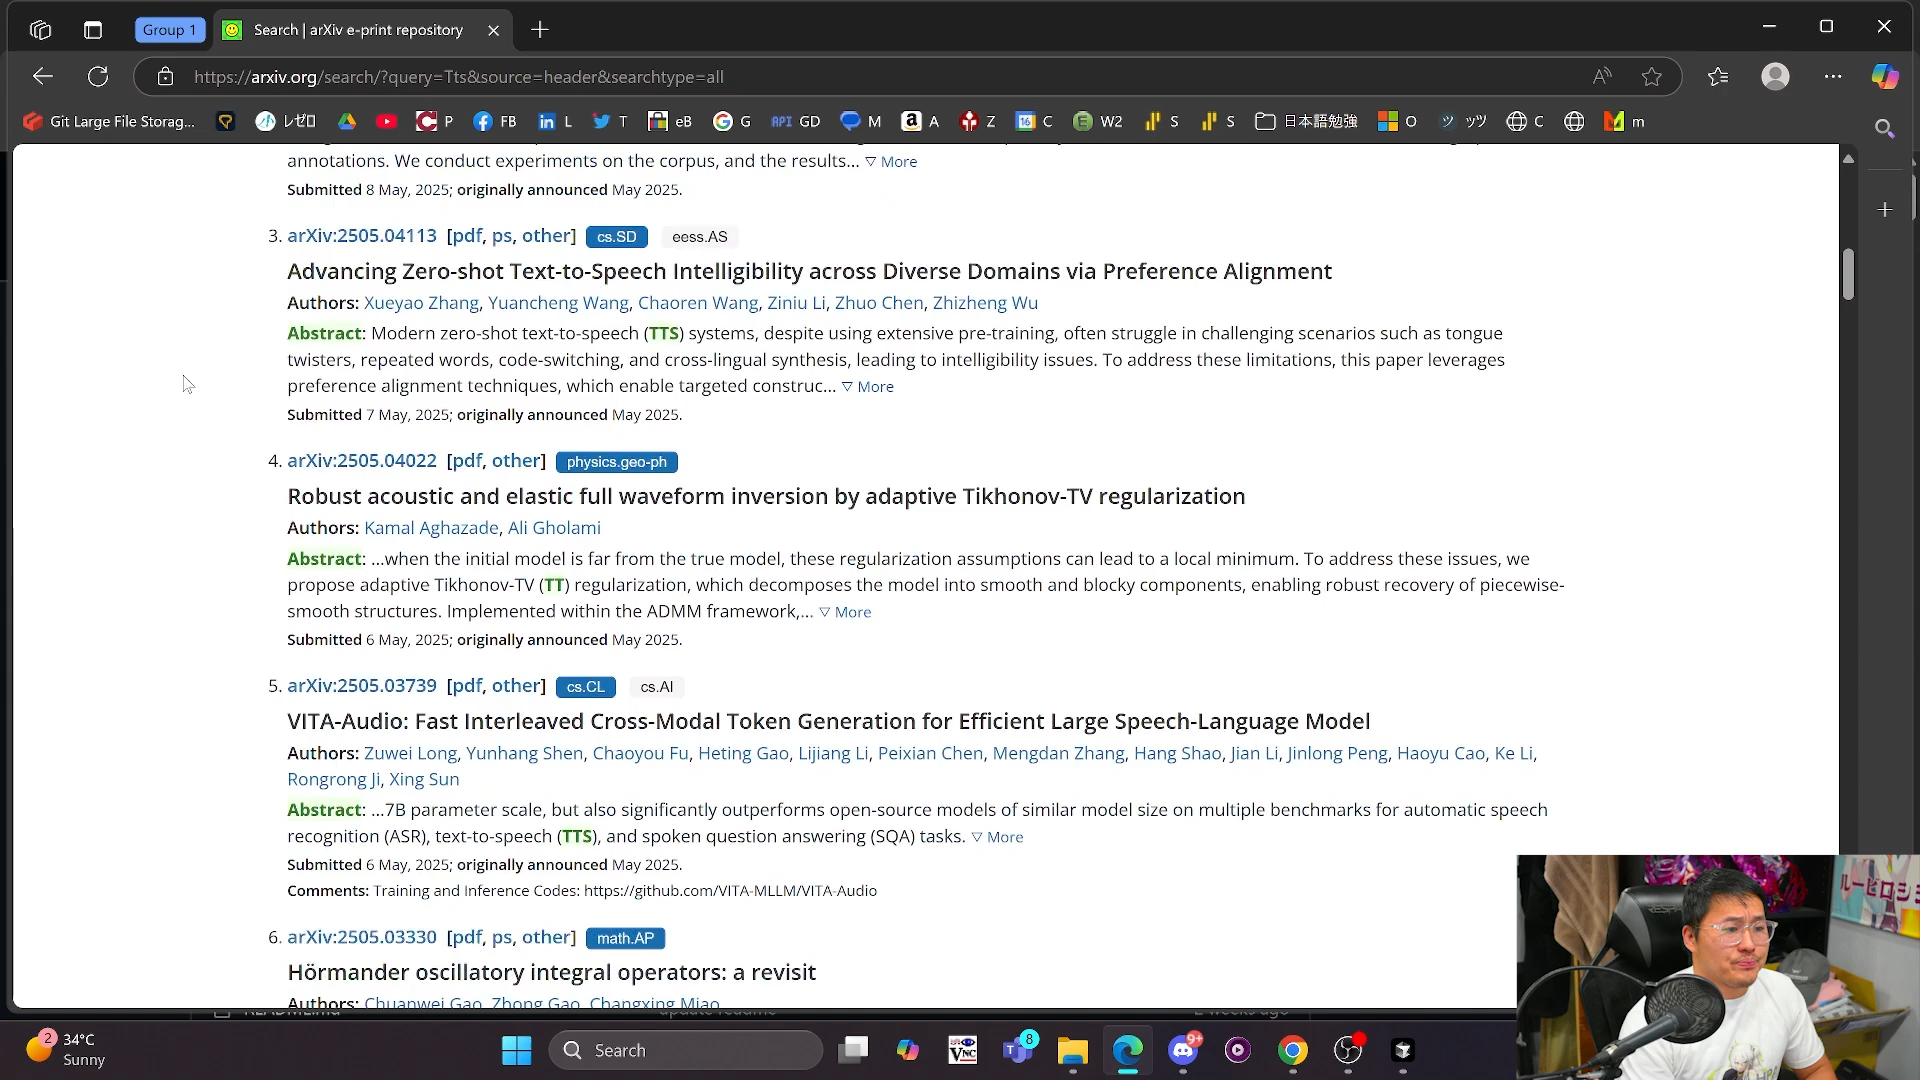 Group 1
Search | arXiv e-print repository
https://arxiv.org/search/?query=Tts&source=header&searchtype=all
Git Large File Storag...
レゼロ
P
FB
L
T
eB
G
API GD
M
A
Z
16 C
E W2
S
S
日本語勉強
O
ツ ッツ
C
m
annotations. We conduct experiments on the corpus, and the results... ▽ More
Submitted 8 May, 2025; originally announced May 2025.
3. arXiv:2505.04113 [pdf, ps, other] cs.SD eess.AS
Advancing Zero-shot Text-to-Speech Intelligibility across Diverse Domains via Preference Alignment
Authors: Xueyao Zhang, Yuancheng Wang, Chaoren Wang, Ziniu Li, Zhuo Chen, Zhizheng Wu
Abstract: Modern zero-shot text-to-speech (TTS) systems, despite using extensive pre-training, often struggle in challenging scenarios such as tongue
twisters, repeated words, code-switching, and cross-lingual synthesis, leading to intelligibility issues. To address these limitations, this paper leverages
preference alignment techniques, which enable targeted construc... ▽ More
Submitted 7 May, 2025; originally announced May 2025.
4. arXiv:2505.04022 [pdf, other] physics.geo-ph
Robust acoustic and elastic full waveform inversion by adaptive Tikhonov-TV regularization
Authors: Kamal Aghazade, Ali Gholami
Abstract: ...when the initial model is far from the true model, these regularization assumptions can lead to a local minimum. To address these issues, we
propose adaptive Tikhonov-TV (TT) regularization, which decomposes the model into smooth and blocky components, enabling robust recovery of piecewise-
smooth structures. Implemented within the ADMM framework,... ▽ More
Submitted 6 May, 2025; originally announced May 2025.
5. arXiv:2505.03739 [pdf, other] cs.CL cs.AI
VITA-Audio: Fast Interleaved Cross-Modal Token Generation for Efficient Large Speech-Language Model
Authors: Zuwei Long, Yunhang Shen, Chaoyou Fu, Heting Gao, Lijiang Li, Peixian Chen, Mengdan Zhang, Hang Shao, Jian Li, Jinlong Peng, Haoyu Cao, Ke Li,
Rongrong Ji, Xing Sun
Abstract: ...7B parameter scale, but also significantly outperforms open-source models of similar model size on multiple benchmarks for automatic speech
recognition (ASR), text-to-speech (TTS), and spoken question answering (SQA) tasks. ▽ More
Submitted 6 May, 2025; originally announced May 2025.
Comments: Training and Inference Codes: https://github.com/VITA-MLLM/VITA-Audio
6. arXiv:2505.03330 [pdf, ps, other] math.AP
Hörmander oscillatory integral operators: a revisit
Authors: Chuanwei Gao, Zhong Gao, Changxing Miao
README.md update readme 2 weeks ago
2
34°C
Sunny
Search
VNC
8
9+